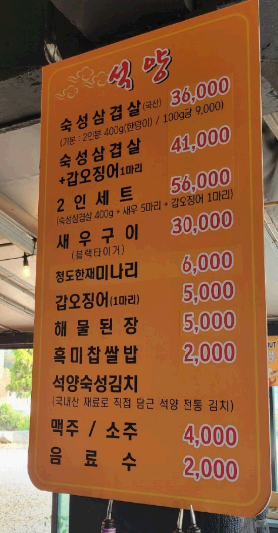 석양
숙성삼겹살(국산) 36,000
(기본 : 2인분 400g(한덩이) / 100g당 9,000)
숙성삼겹살
+갑오징어1마리 41,000
2인세트 56,000
(숙성삼겹살 400g + 새우 5마리 + 갑오징어 1마리)
새우구이 30,000
(블랙타이거)
청도한재미나리 6,000
갑오징어(1마리) 5,000
해물된장 5,000
흑미찹쌀밥 2,000
석양숙성김치
(국내산 재료로 직접 담근 석양 전통 김치)
맥주 / 소주 4,000
음료수 2,000